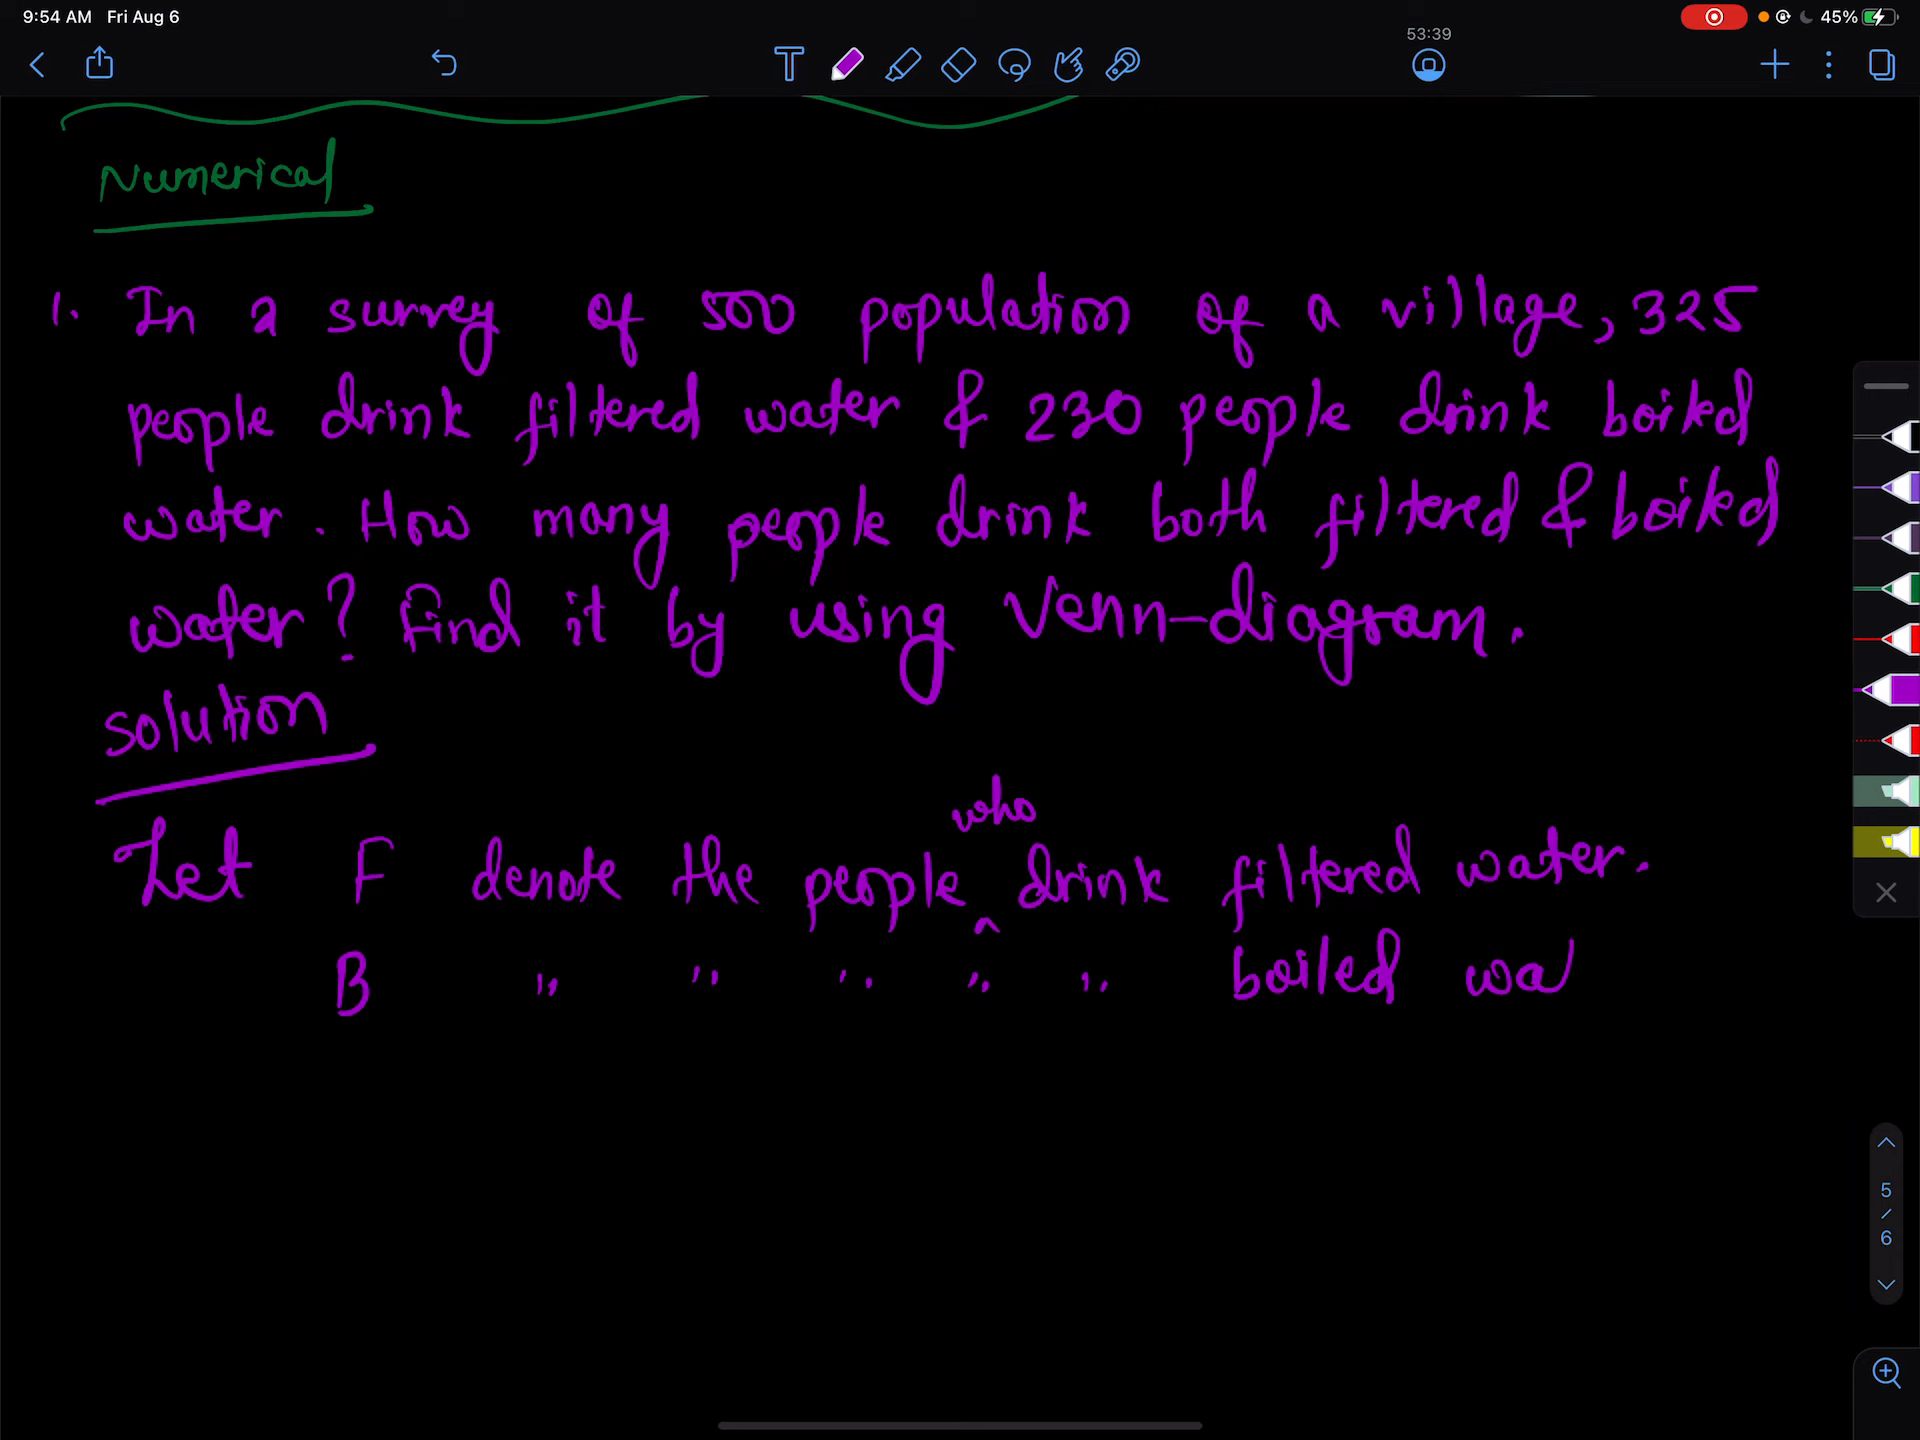 9:54 AM Fri Aug 6
45%
53:39
Numerical
1. In a survey of 500 population of a village, 325
people drink filtered water & 230 people drink boiled
water. How many people drink both filtered & boiled
water? Find it by using Venn-diagram.
solution
who
Let F denote the people ^ drink filtered water.
B " " " " " boiled wa
5
/
6